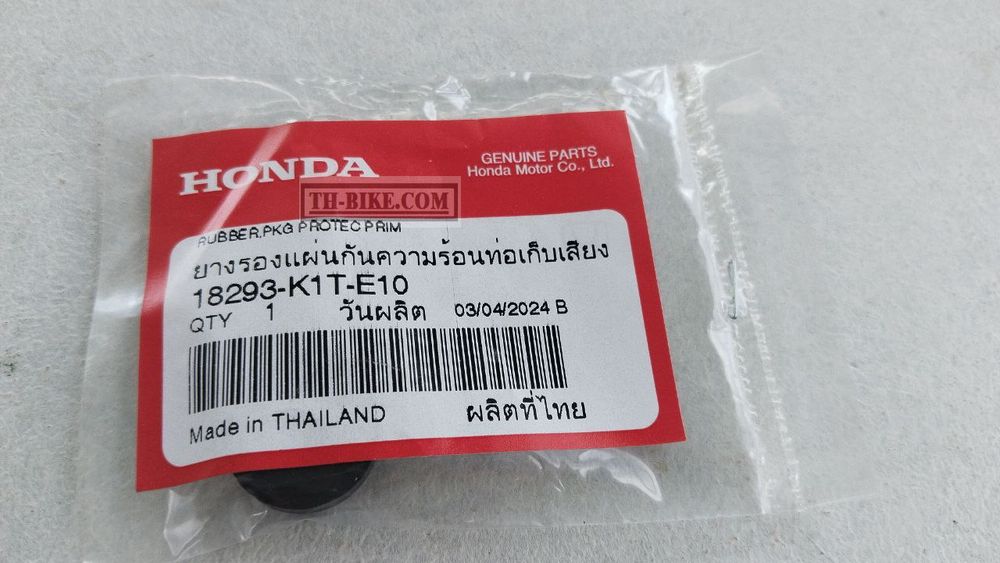 HONDA
GENUINE PARTS
Honda Motor Co., Ltd.
TH-BIKE.COM
RUBBER,PKG PROTEC PRIM
ยางรองแผ่นกันความร้อนท่อเก็บเสียง
18293-K1T-E10
QTY 1 วันผลิต 03/04/2024 B
Made in THAILAND ผลิตที่ไทย